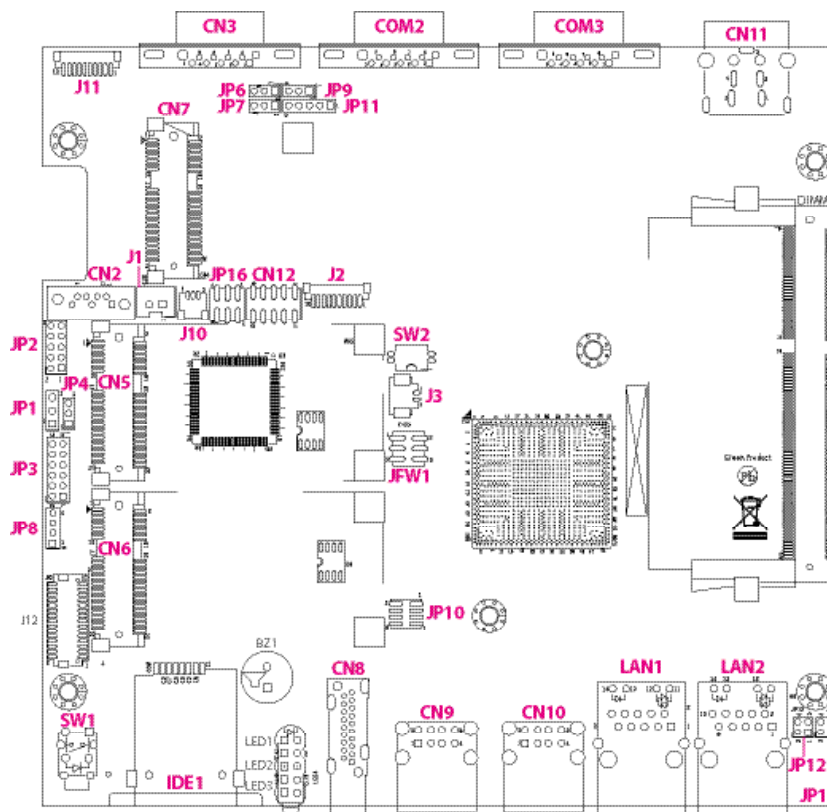 CN3
COM2
COM3
CN11
J11
JP6
JP9
JP7
JP11
CN7
DIMM
J1
CN2
JP16
CN12
J2
J10
SW2
JP2
JP4
CN5
J3
JP1
JFW1
JP3
Green Product
Pb
JP8
CN6
J12
JP10
BZ1
CN8
LAN1
LAN2
SW1
CN9
CN10
LED1
LED2
LED3
IDE1
JP12
JP1